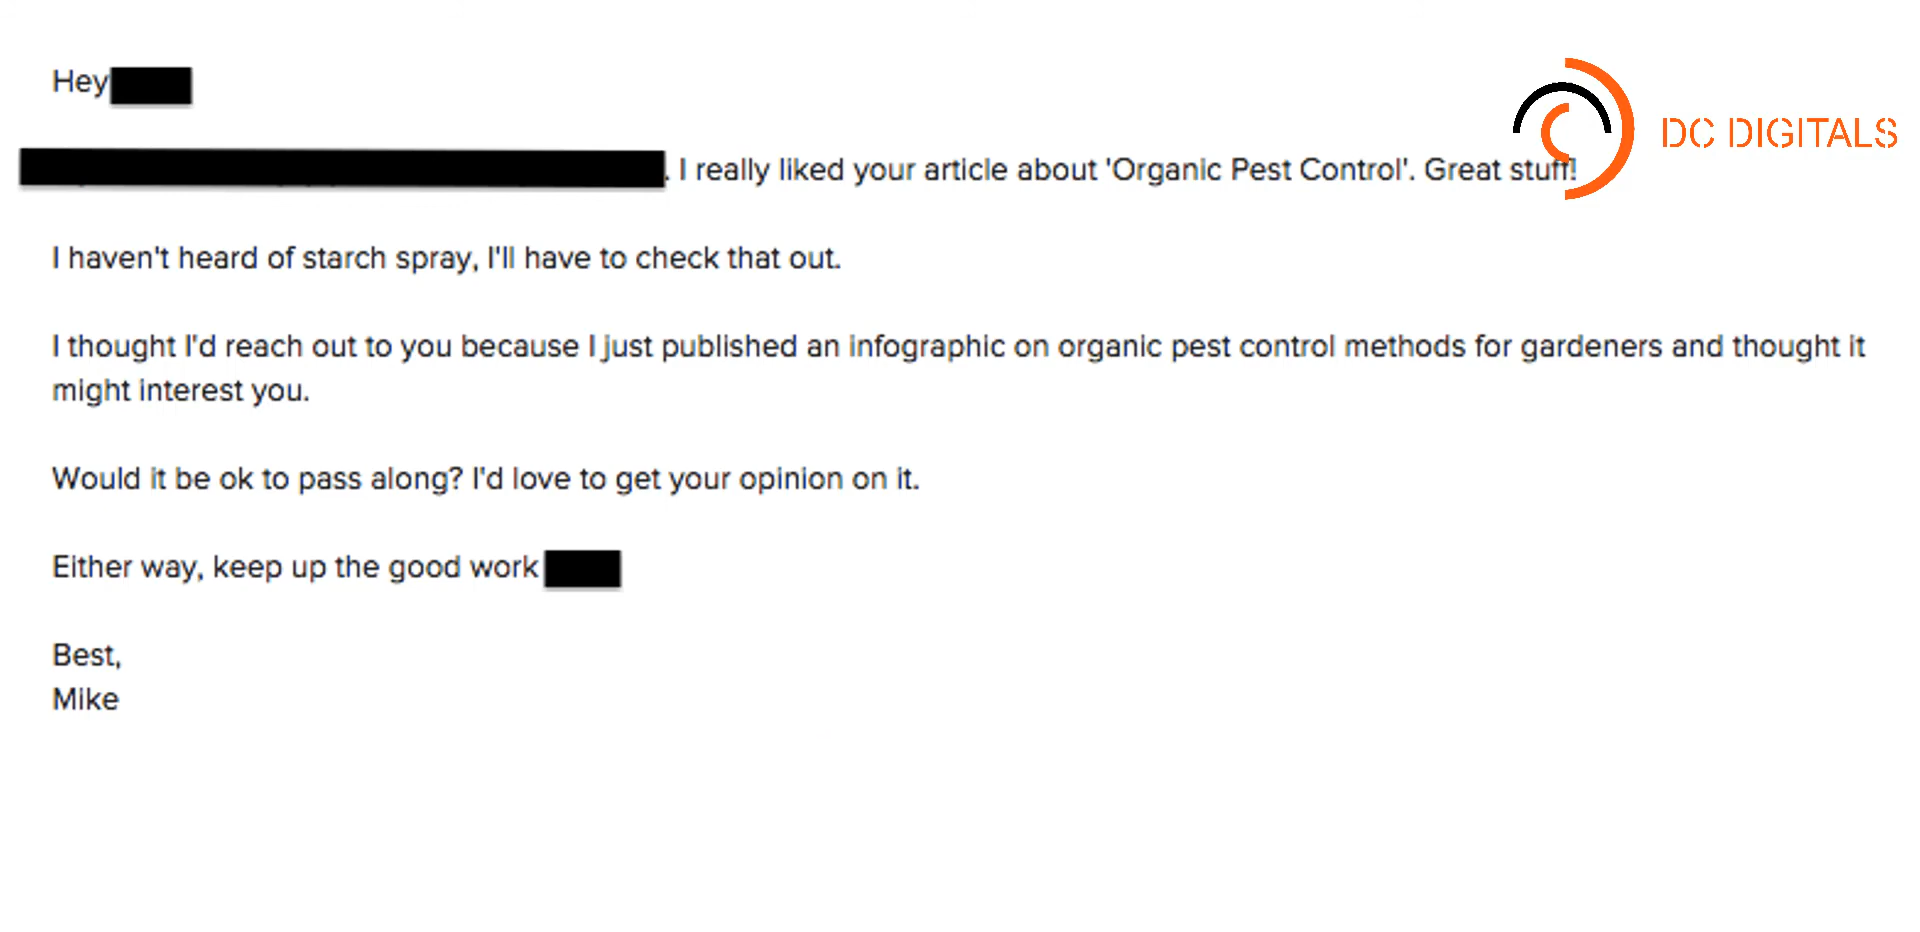 Hey
DC DIGITALS
. I really liked your article about 'Organic Pest Control'. Great stuff!
I haven't heard of starch spray, I'll have to check that out.
I thought I'd reach out to you because I just published an infographic on organic pest control methods for gardeners and thought it
might interest you.
Would it be ok to pass along? I'd love to get your opinion on it.
Either way, keep up the good work
Best,
Mike